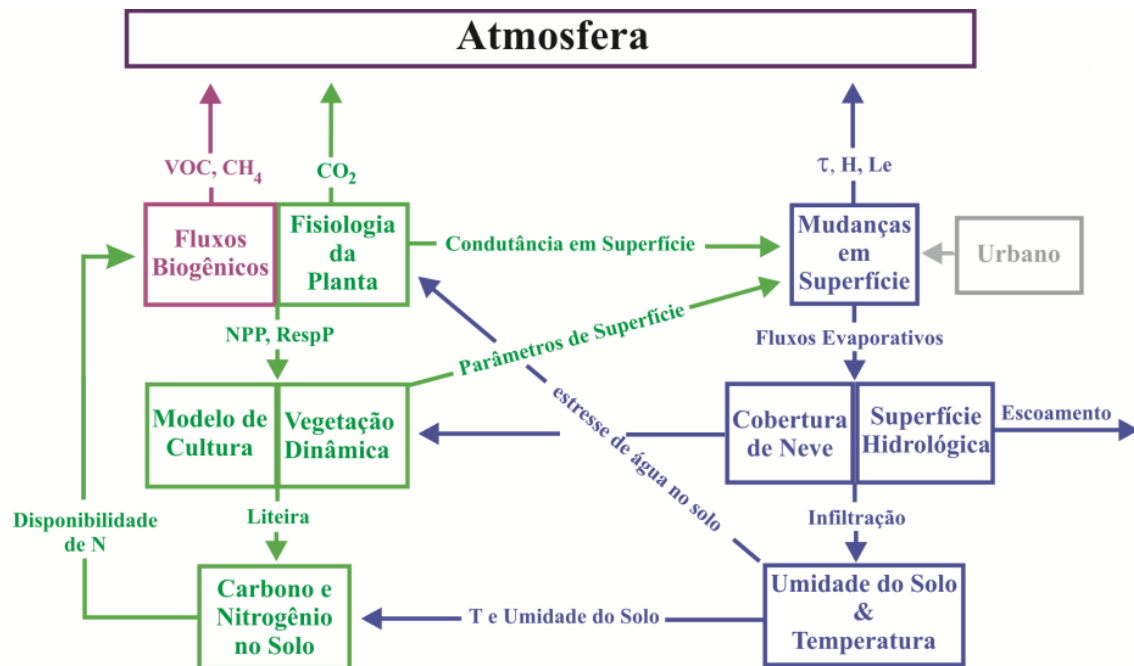 Atmosfera
VOC, CH4
CO2
τ, H, Le
Fluxos
Biogênicos
Fisiologia
da
Planta
Condutância em Superfície
Mudanças
em
Superfície
Urbano
NPP, RespP
Parâmetros de Superfície
Fluxos Evaporativos
Modelo de
Cultura
Vegetação
Dinâmica
estresse de água no solo
Cobertura
de Neve
Superfície
Hidrológica
Escoamento
Disponibilidade
de N
Liteira
Infiltração
Carbono e
Nitrogênio
no Solo
T e Umidade do Solo
Umidade do Solo
&
Temperatura